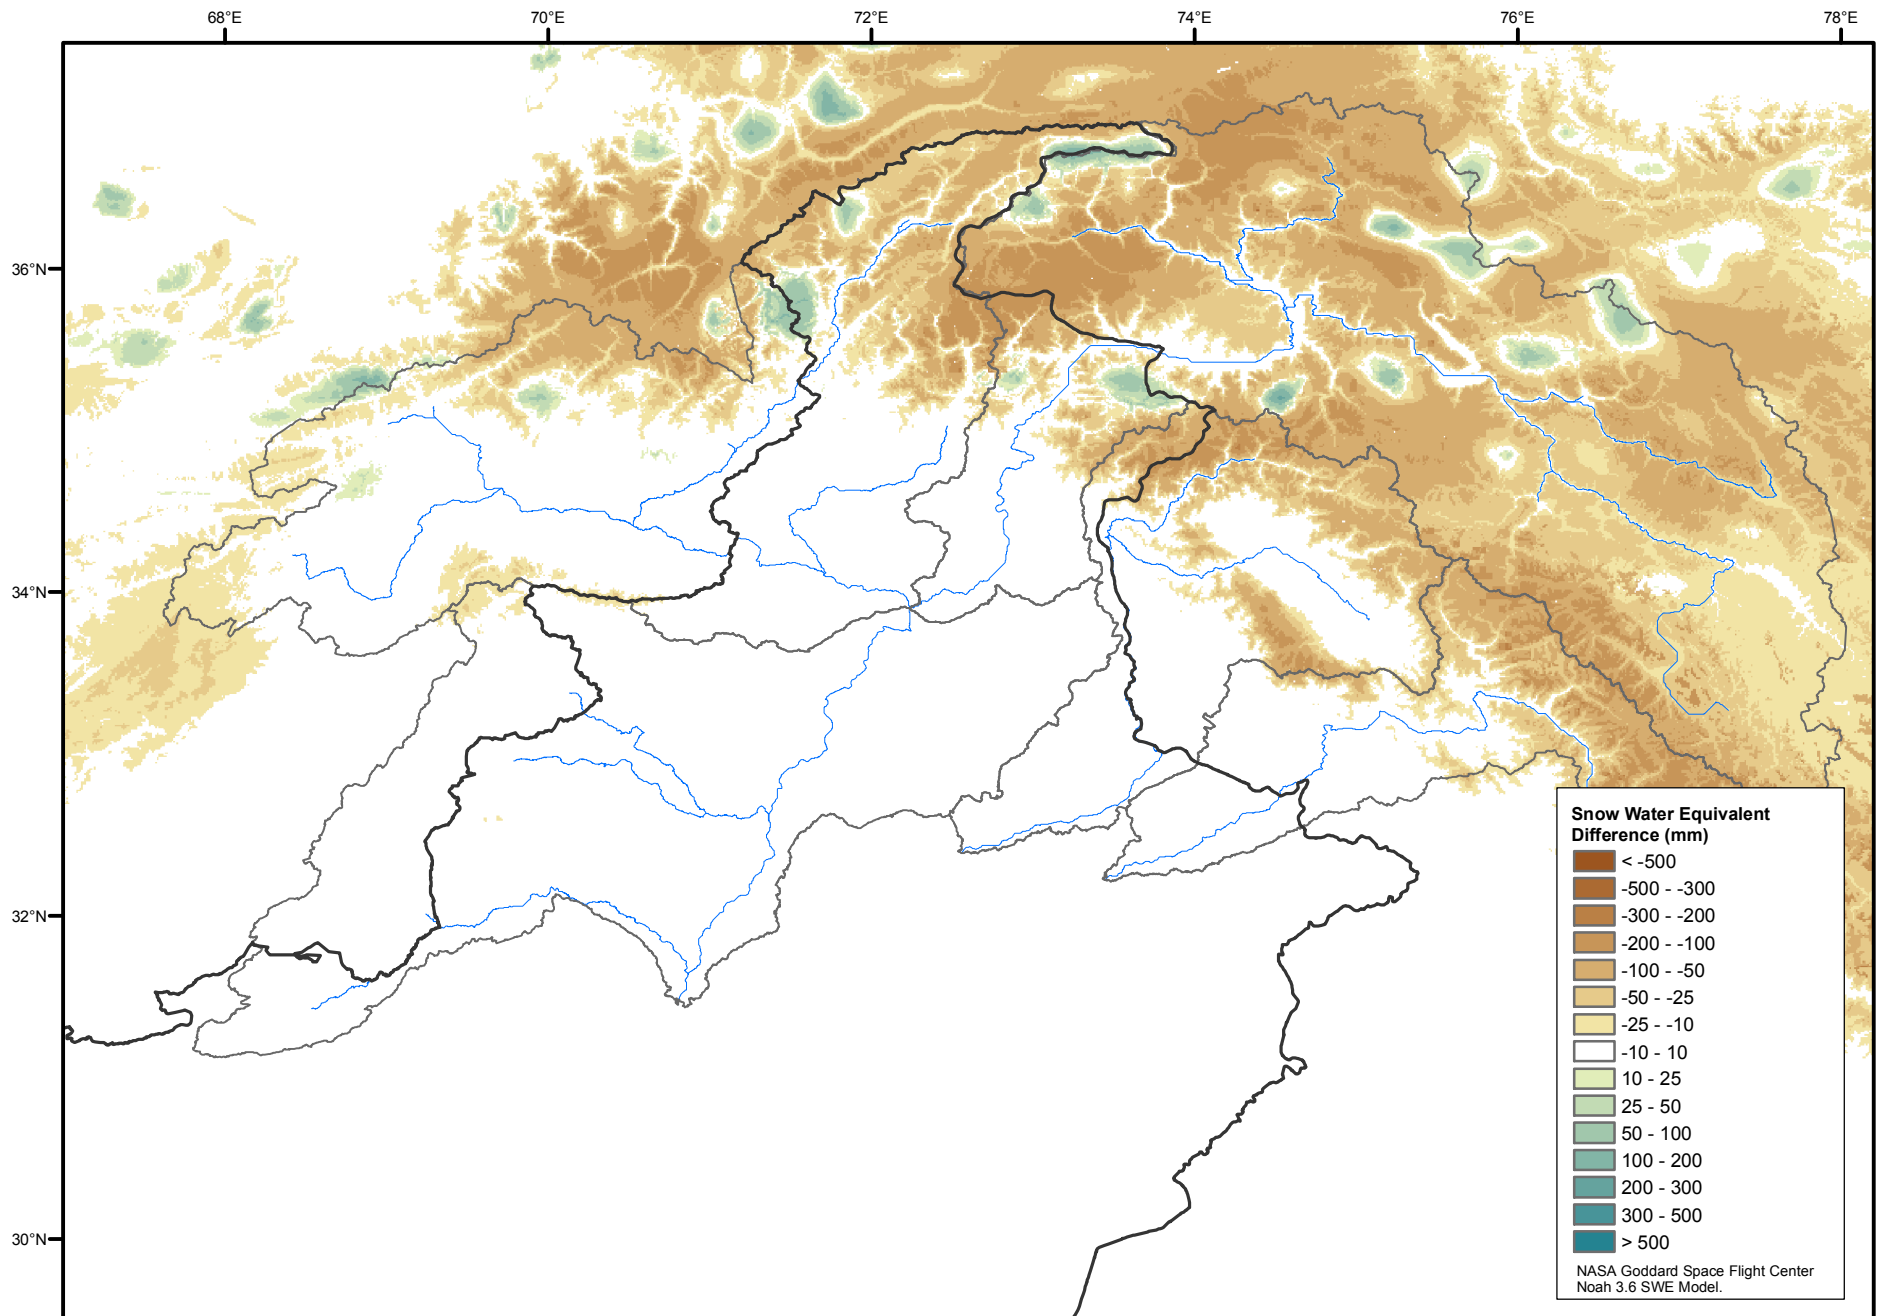 68°E 70°E 72°E 74°E 76°E 78°E
36°N
34°N
32°N
30°N
Snow Water Equivalent
Difference (mm)
< -500
-500 - -300
-300 - -200
-200 - -100
-100 - -50
-50 - -25
-25 - -10
-10 - 10
10 - 25
25 - 50
50 - 100
100 - 200
200 - 300
300 - 500
> 500
NASA Goddard Space Flight Center
Noah 3.6 SWE Model.